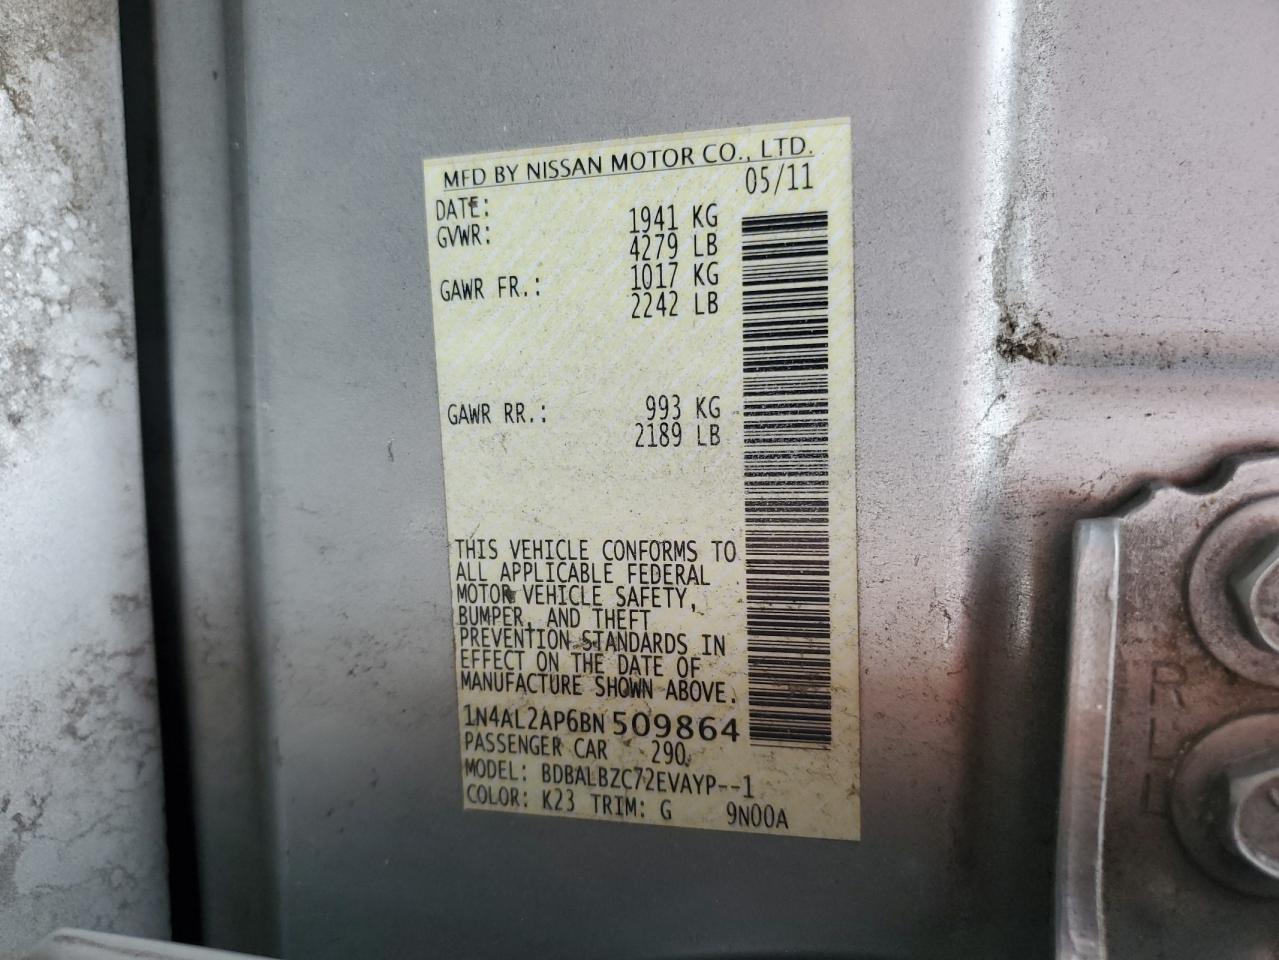 MFD BY NISSAN MOTOR CO., LTD.
DATE: 05/11
GVWR: 1941 KG
4279 LB
GAWR FR.: 1017 KG
2242 LB
GAWR RR.: 993 KG
2189 LB
THIS VEHICLE CONFORMS TO
ALL APPLICABLE FEDERAL
MOTOR VEHICLE SAFETY,
BUMPER, AND THEFT
PREVENTION STANDARDS IN
EFFECT ON THE DATE OF
MANUFACTURE SHOWN ABOVE.
1N4AL2AP6BN509864
PASSENGER CAR 290
MODEL: BDBALBZC72EVAYP--1
COLOR: K23 TRIM: G 9N00A